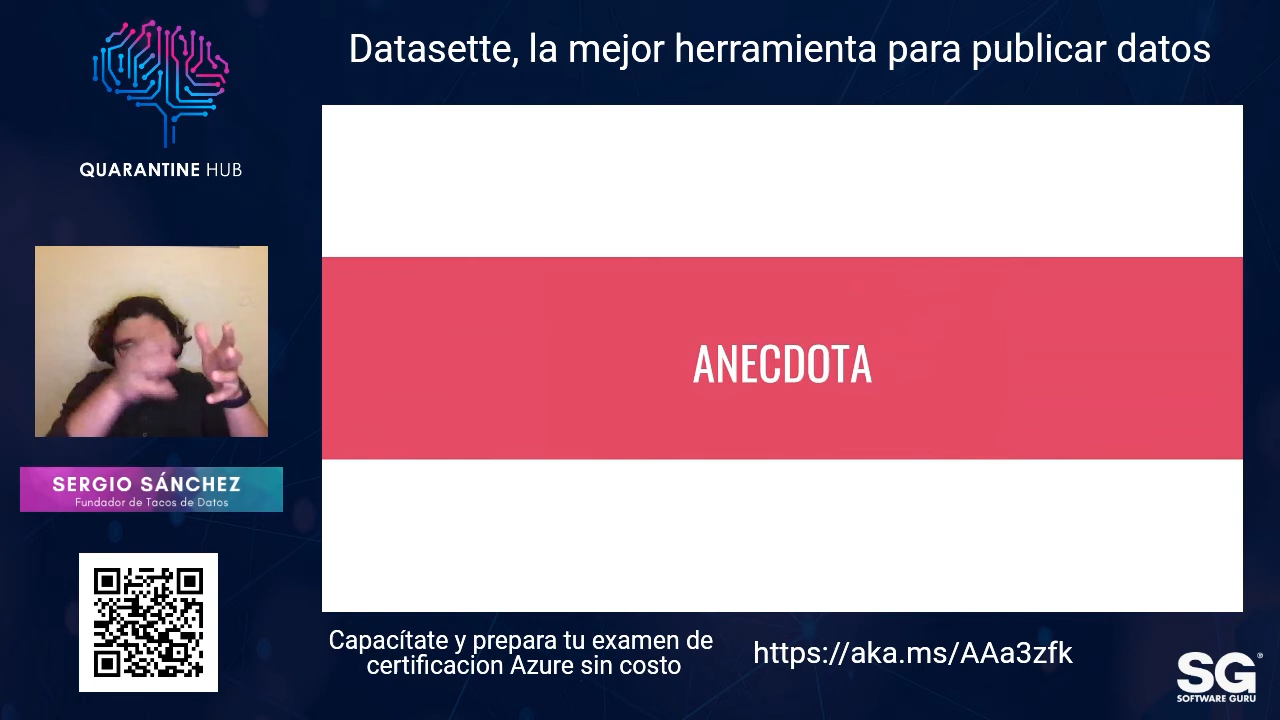 QUARANTINE HUB
Datasette, la mejor herramienta para publicar datos
ANECDOTA
SERGIO SÁNCHEZ
Fundador de Tacos de Datos
Capacítate y prepara tu examen de
certificacion Azure sin costo
https://aka.ms/AAa3zfk
SG®
SOFTWARE GURU